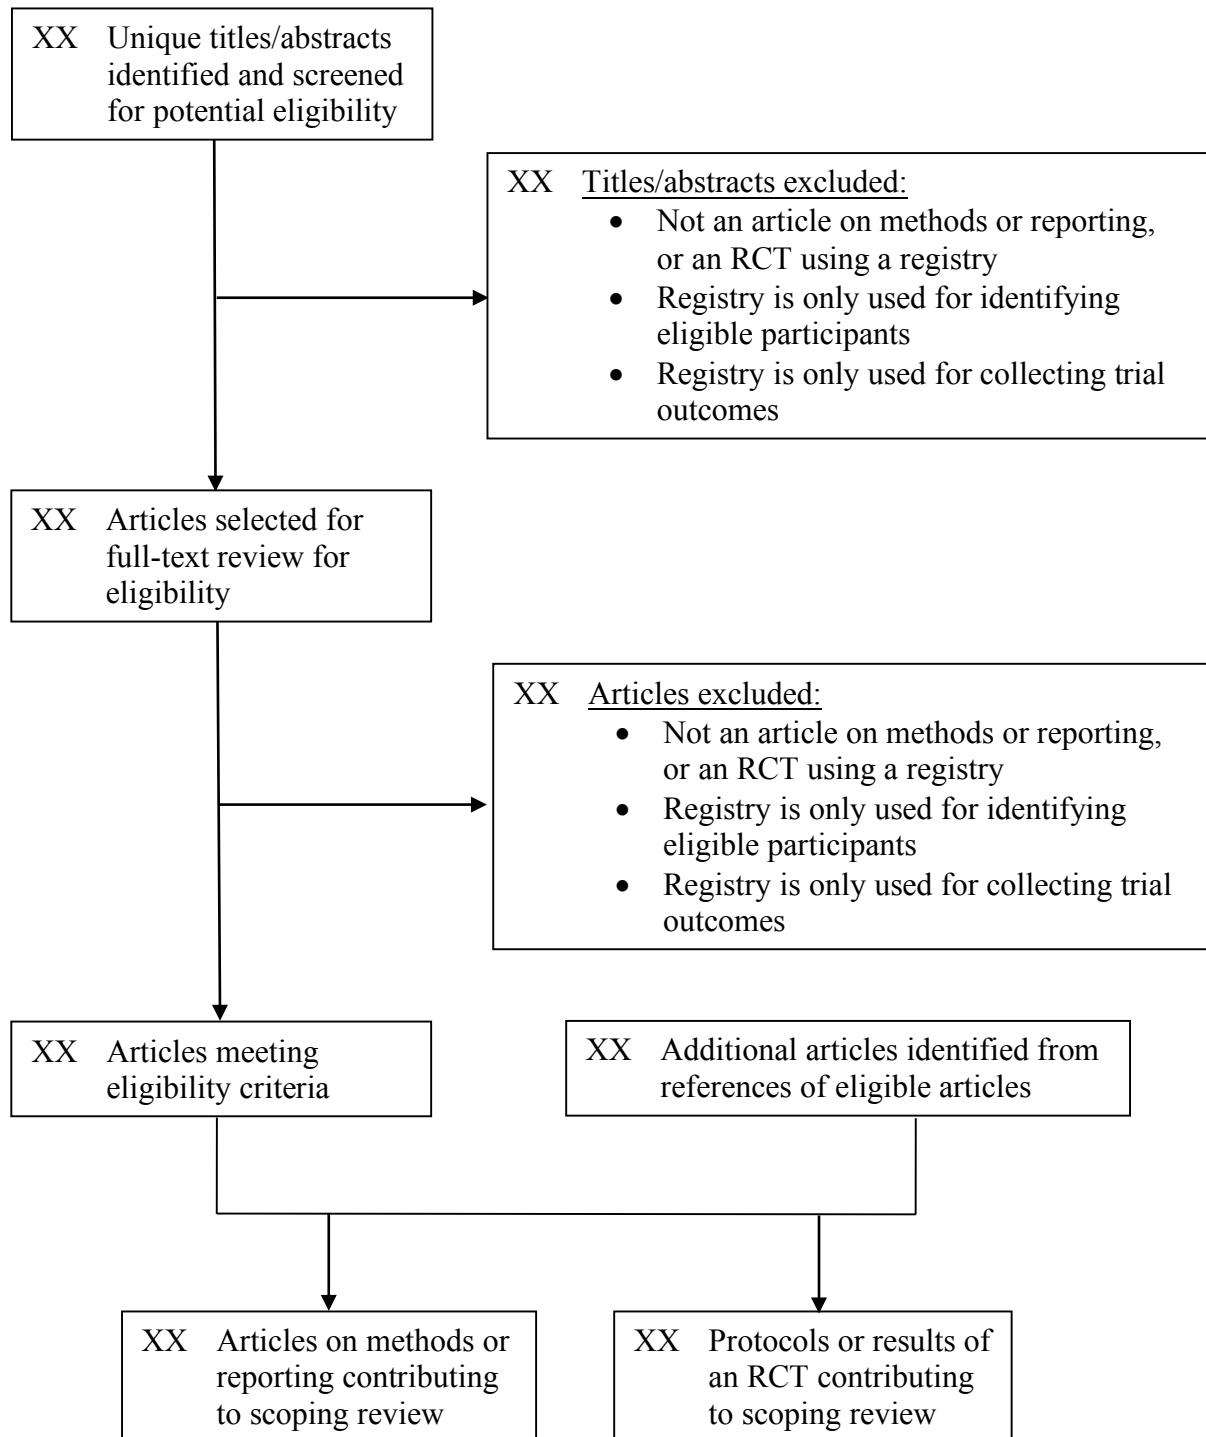 XX Unique titles/abstracts
identified and screened
for potential eligibility
XX Titles/abstracts excluded:
• Not an article on methods or reporting,
or an RCT using a registry
• Registry is only used for identifying
eligible participants
• Registry is only used for collecting trial
outcomes
XX Articles selected for
full-text review for
eligibility
XX Articles excluded:
• Not an article on methods or reporting,
or an RCT using a registry
• Registry is only used for identifying
eligible participants
• Registry is only used for collecting trial
outcomes
XX Articles meeting
eligibility criteria
XX Additional articles identified from
references of eligible articles
XX Articles on methods or
reporting contributing
to scoping review
XX Protocols or results of
an RCT contributing
to scoping review